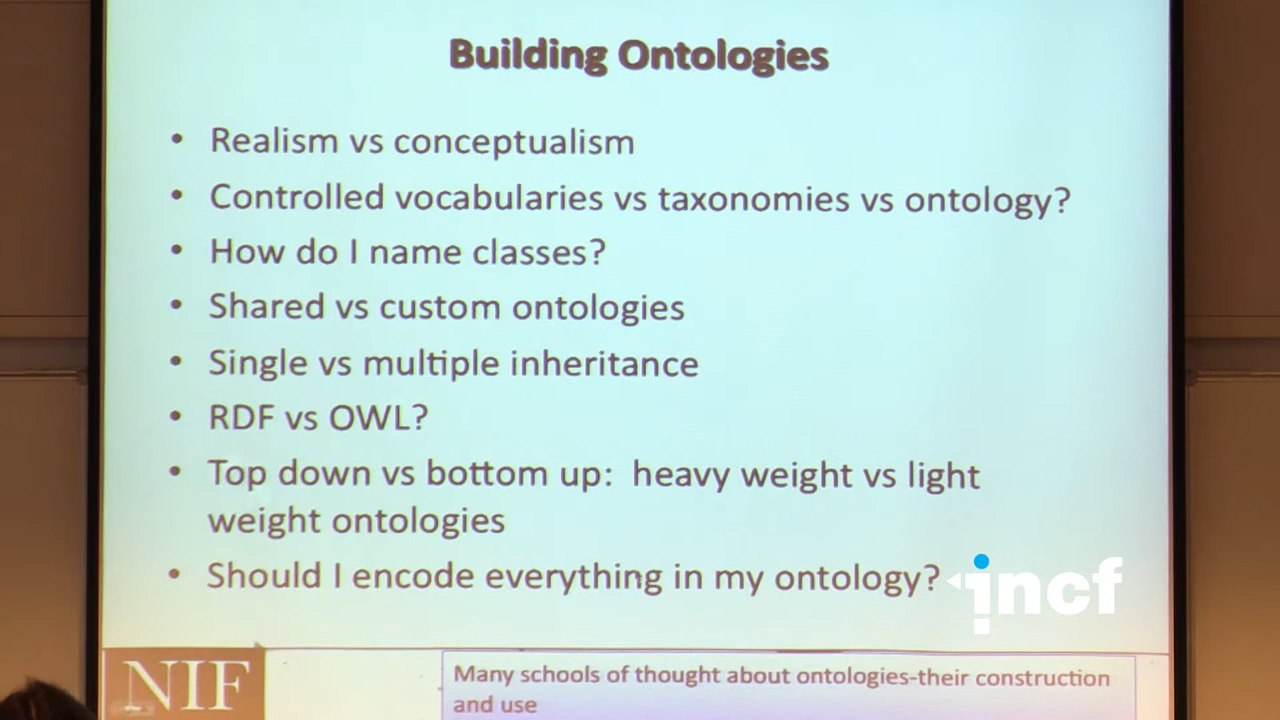 Building Ontologies
• Realism vs conceptualism
• Controlled vocabularies vs taxonomies vs ontology?
• How do I name classes?
• Shared vs custom ontologies
• Single vs multiple inheritance
• RDF vs OWL?
• Top down vs bottom up:  heavy weight vs light
weight ontologies
• Should I encode everything in my ontology?
incf
NIF
Many schools of thought about ontologies-their construction
and use